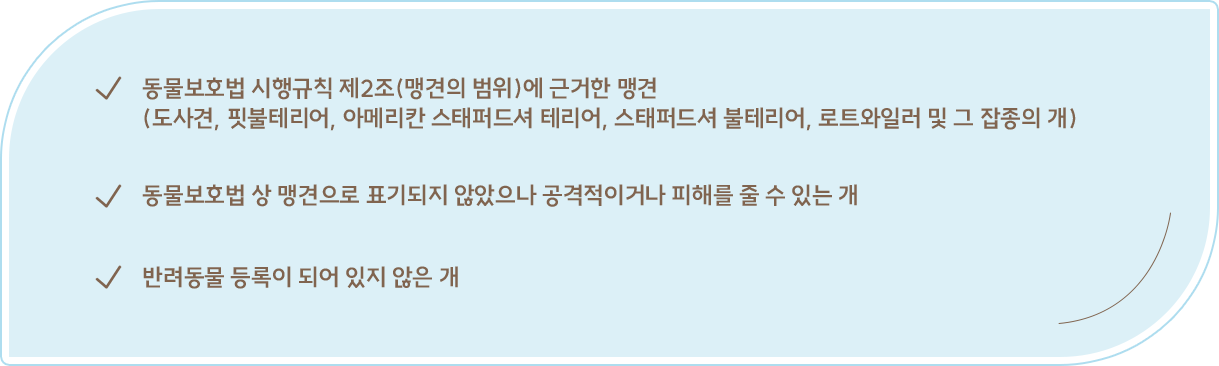 동물보호법 시행규칙 제2조(맹견의 범위)에 근거한 맹견
(도사견, 핏불테리어, 아메리칸 스태퍼드셔 테리어, 스태퍼드셔 불테리어, 로트와일러 및 그 잡종의 개)
동물보호법 상 맹견으로 표기되지 않았으나 공격적이거나 피해를 줄 수 있는 개
반려동물 등록이 되어 있지 않은 개